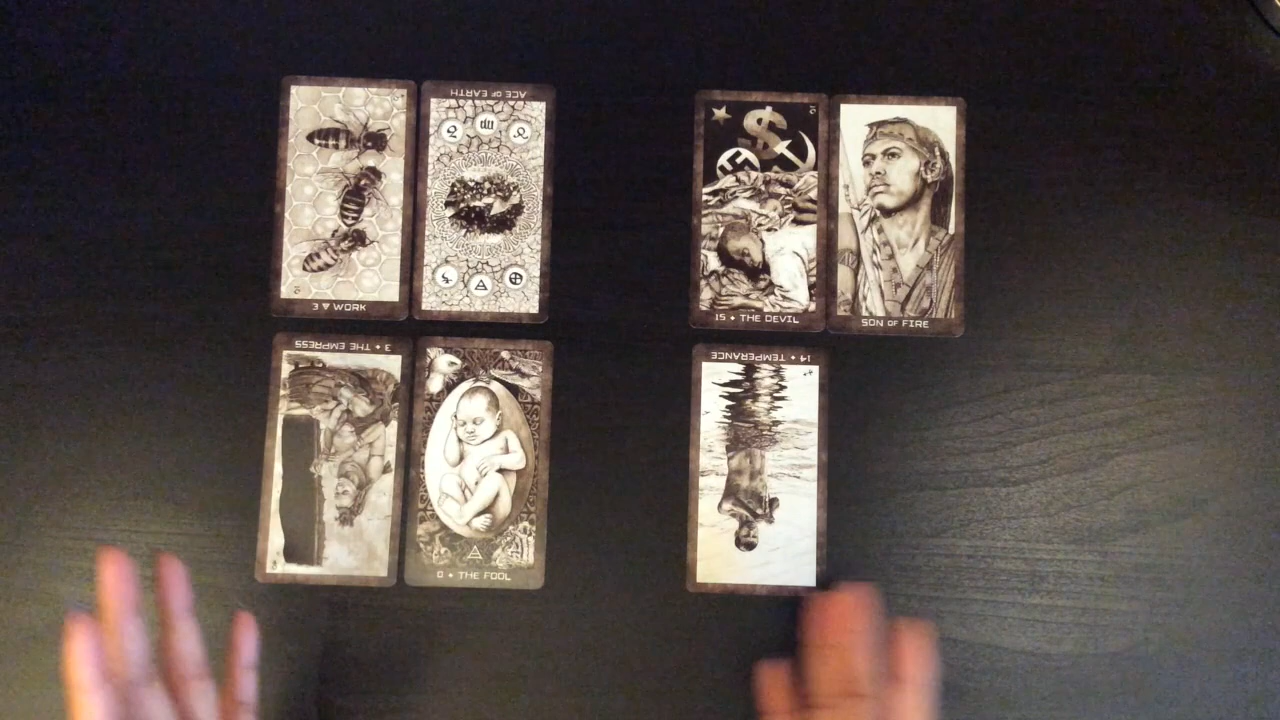 3 ▽ WORK
ACE OF EARTH
$
15 ♦ THE DEVIL
SON OF FIRE
3 ♦ THE EMPRESS
0 ♦ THE FOOL
14 ♦ TEMPERANCE